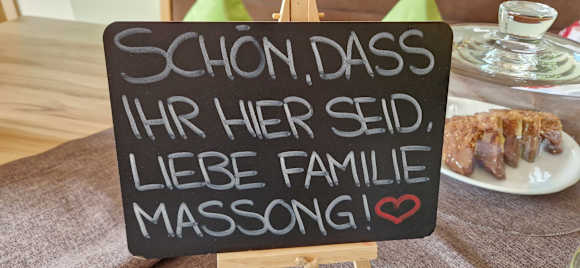 SCHÖN, DASS
IHR HIER SEID,
LIEBE FAMILIE
MASSONG!